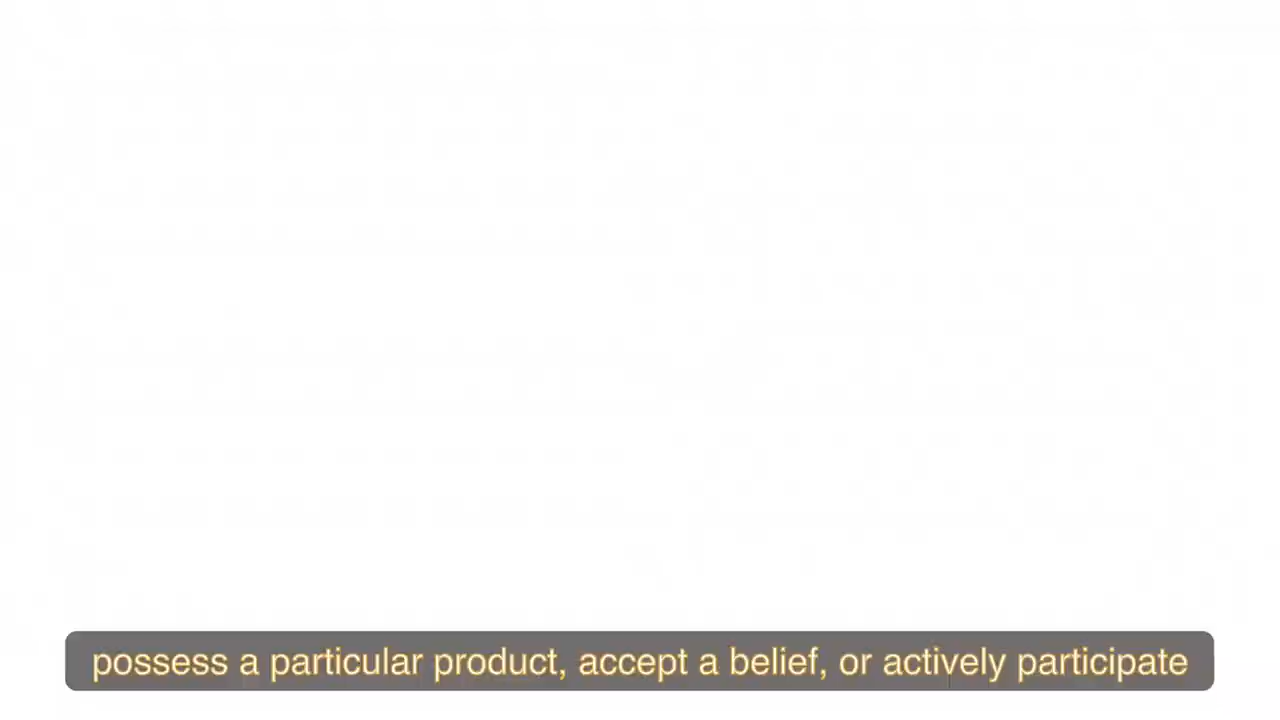 possess a particular product, accept a belief, or actively participate